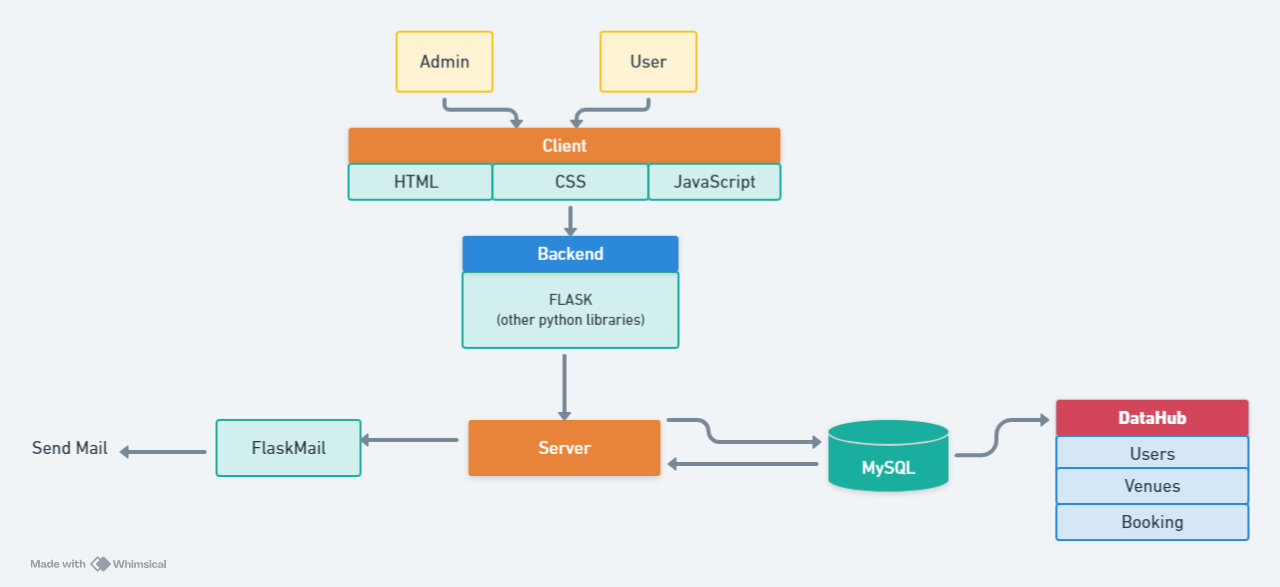 Admin
User
Client
HTML
CSS
JavaScript
Backend
FLASK
(other python libraries)
Send Mail
FlaskMail
Server
MySQL
DataHub
Users
Venues
Booking
Made with Whimsical